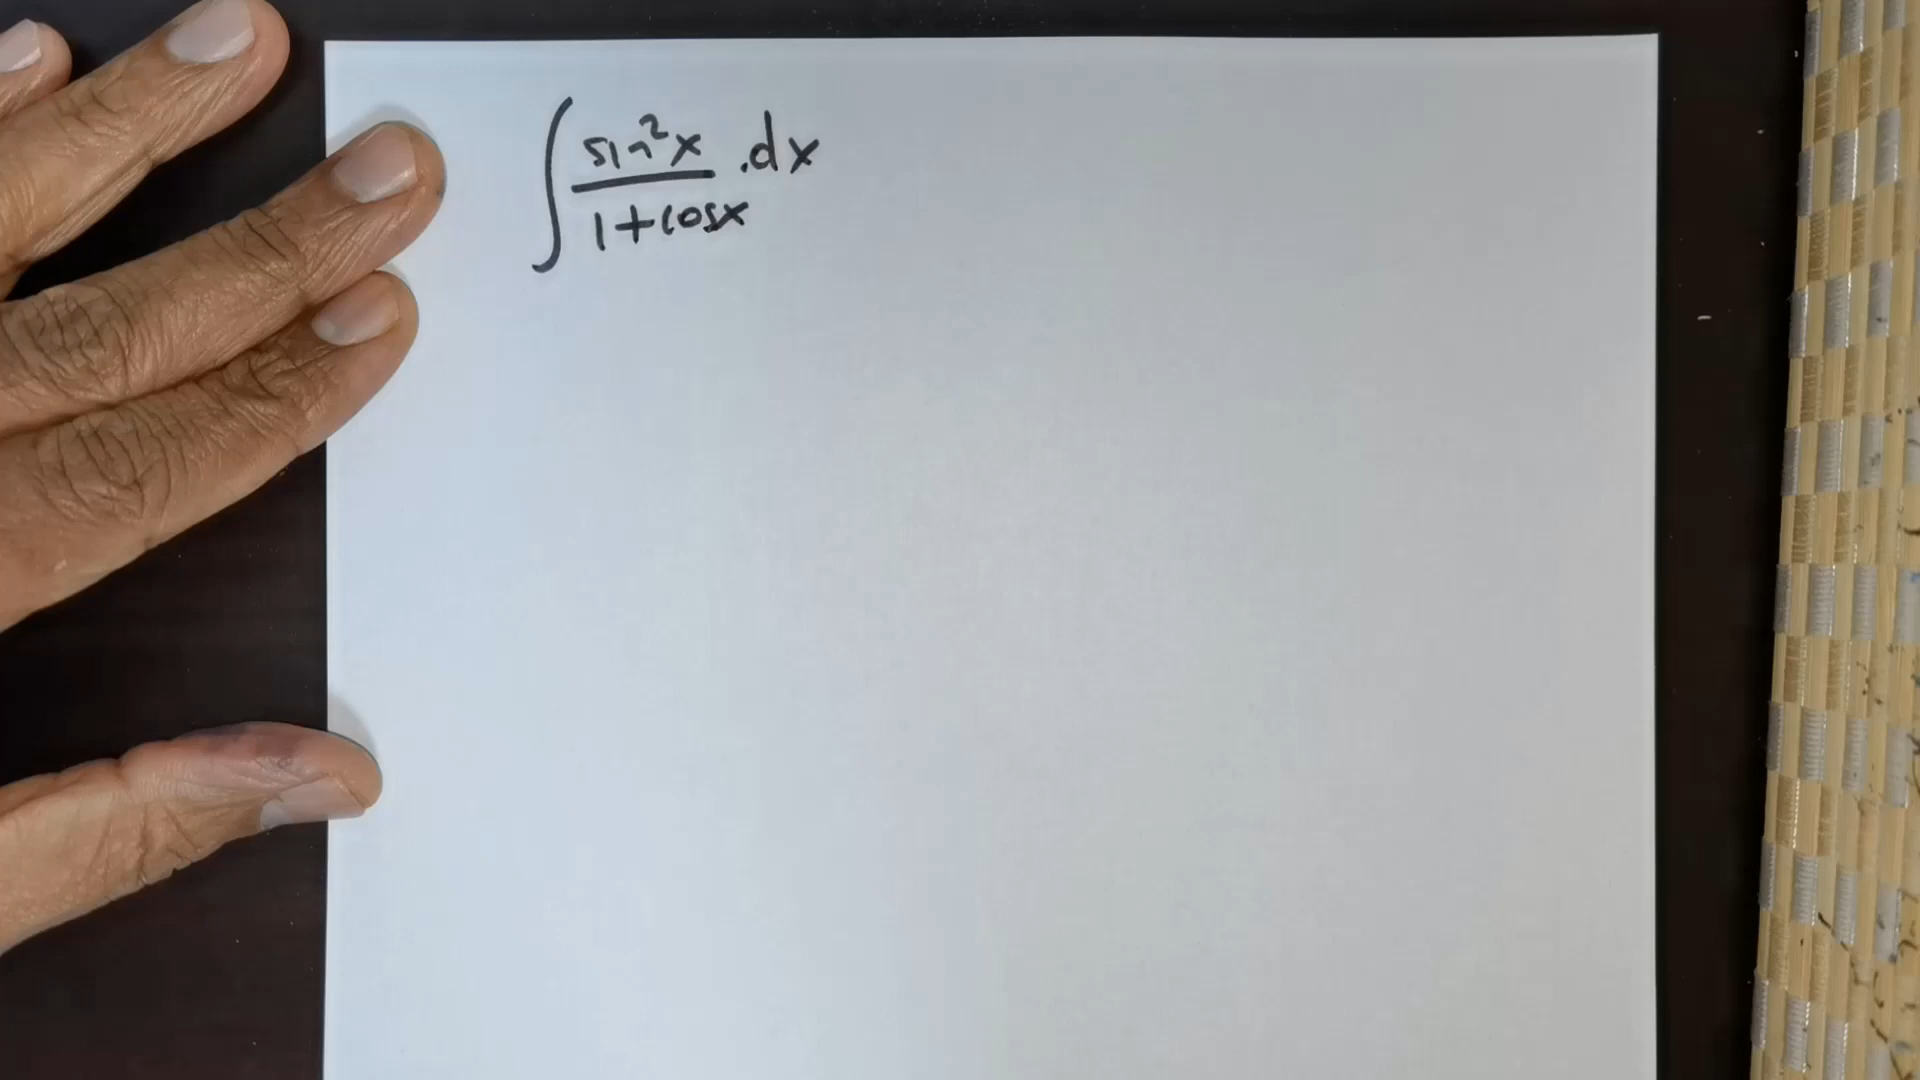 ∫ sin²x / 1+cosx .dx